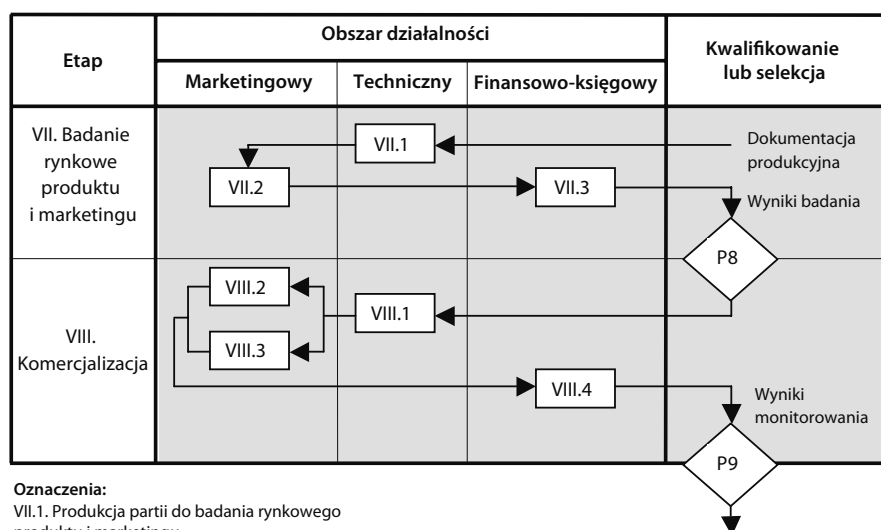 Etap
Obszar działalności
Kwalifikowanie
lub selekcja
Marketingowy
Techniczny
Finansowo-księgowy
VII. Badanie
rynkowe
produktu
i marketingu
VII.1
Dokumentacja
produkcyjna
VII.2
VII.3
Wyniki badania
P8
VIII.
Komercjalizacja
VIII.2
VIII.1
VIII.3
VIII.4
Wyniki
monitorowania
P9
Oznaczenia:
VII.1. Produkcja partii do badania rynkowego
produktu i marketingu